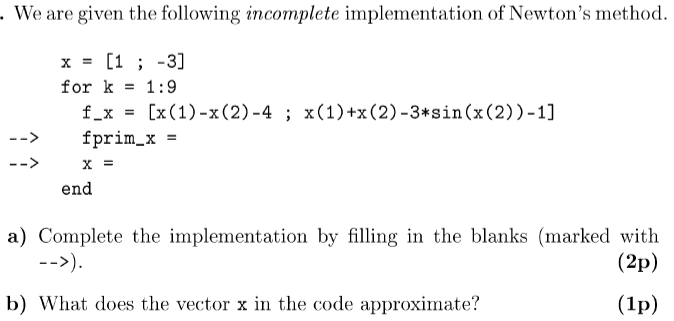 . We are given the following incomplete implementation of Newton's method.
x = [1 ; -3]
for k = 1:9
f_x = [x(1)-x(2)-4 ; x(1)+x(2)-3*sin(x(2))-1]
--> fprim_x =
--> x =
end
a) Complete the implementation by filling in the blanks (marked with
-->). (2p)
b) What does the vector x in the code approximate? (1p)